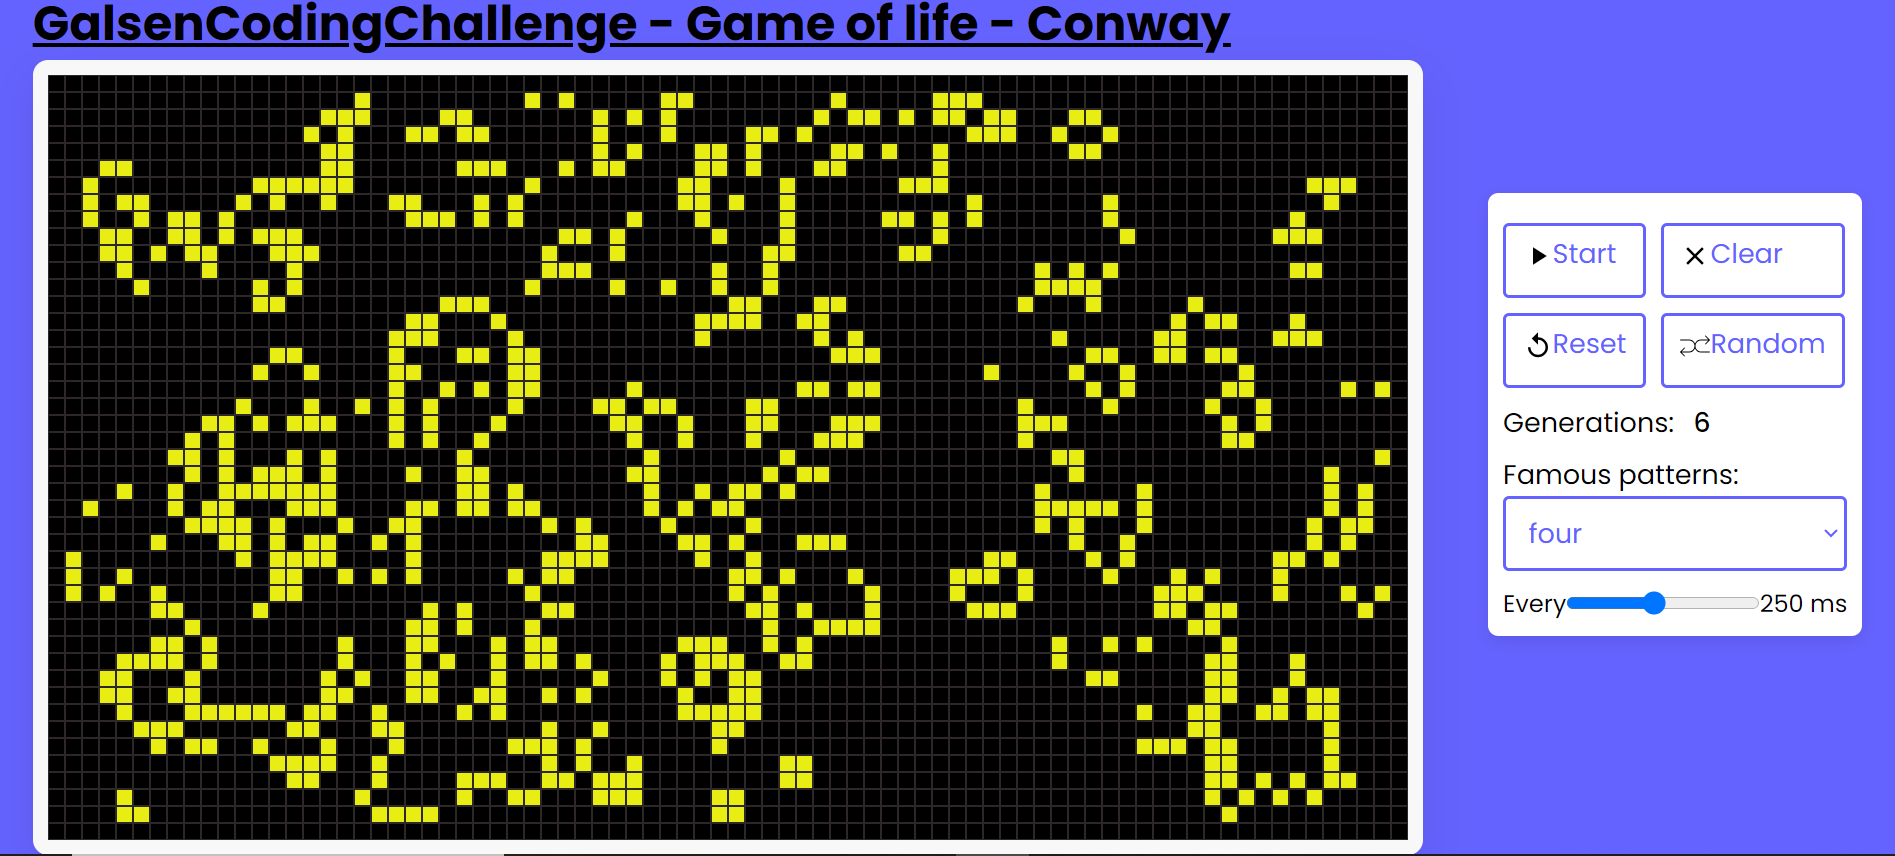 GalsenCodingChallenge - Game of life - Conway
Start
Clear
Reset
Random
Generations: 6
Famous patterns:
four
Every 250 ms